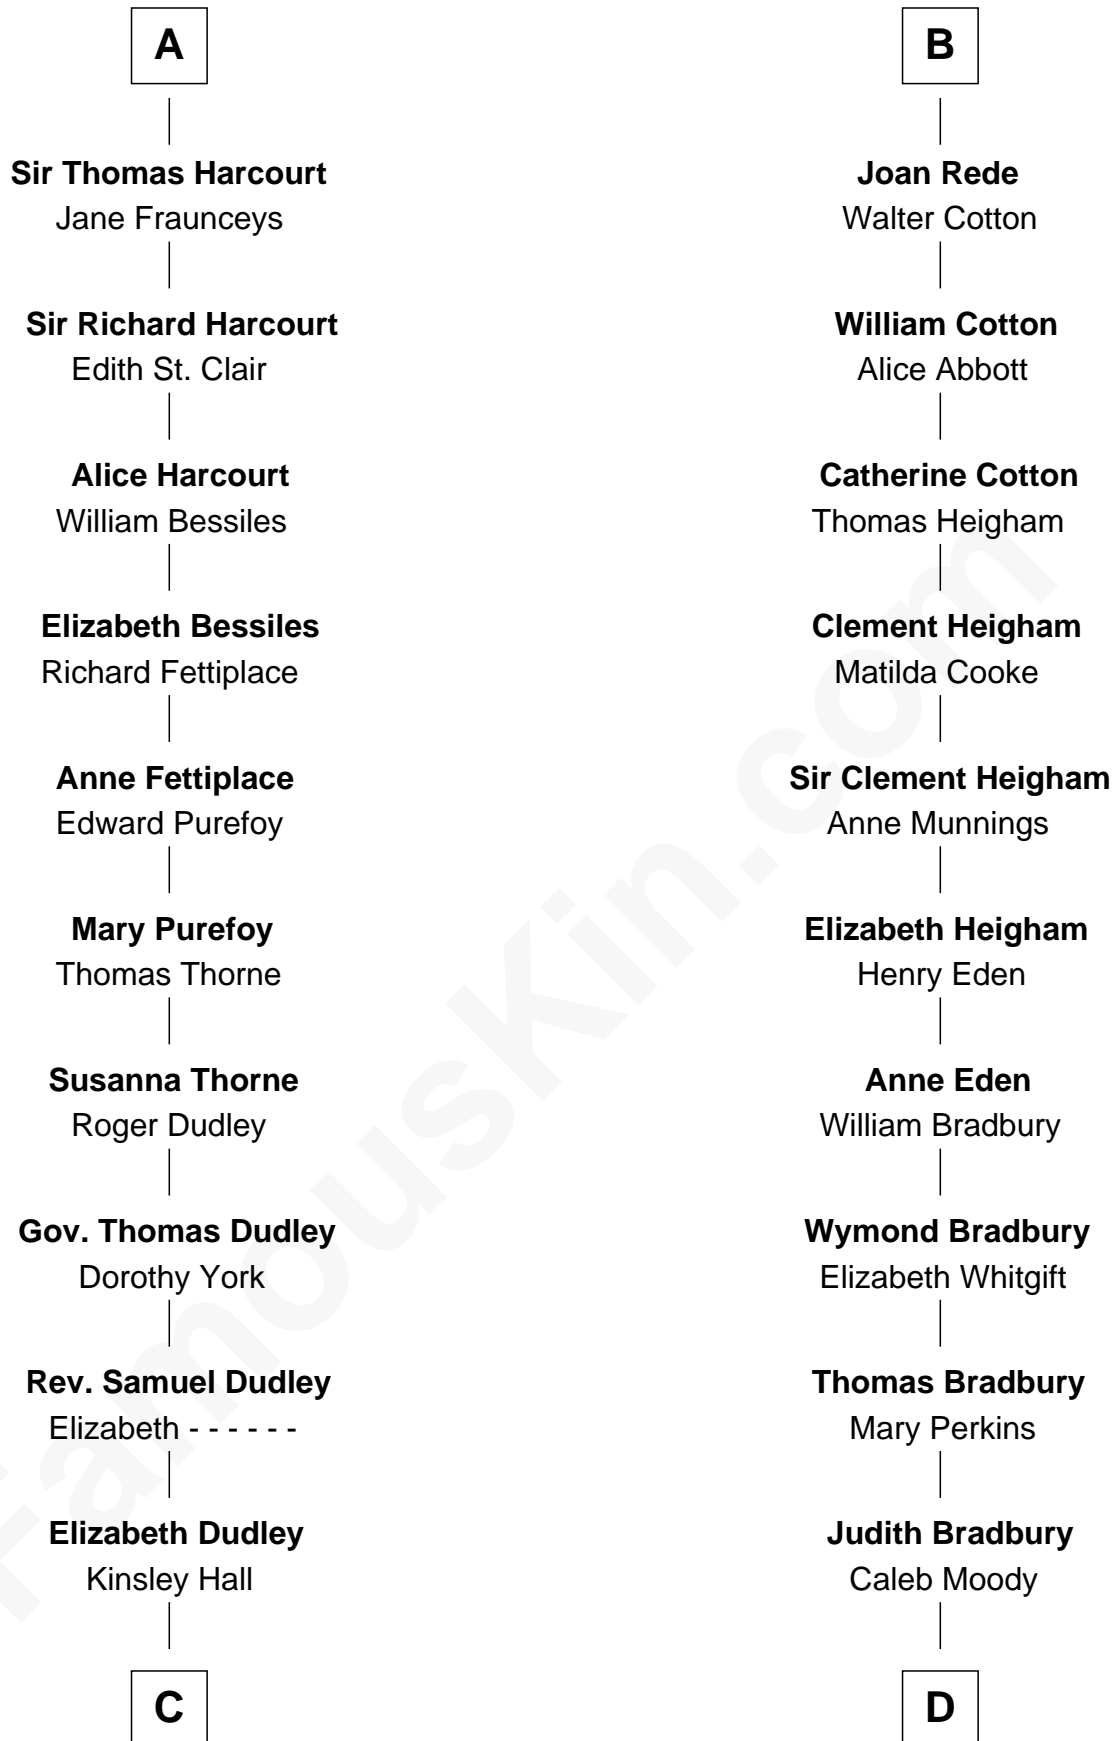 A
Sir Thomas Harcourt
Jane Fraunceys
Sir Richard Harcourt
Edith St. Clair
Alice Harcourt
William Bessiles
Elizabeth Bessiles
Richard Fettiplace
Anne Fettiplace
Edward Purefoy
Mary Purefoy
Thomas Thorne
Susanna Thorne
Roger Dudley
Gov. Thomas Dudley
Dorothy York
Rev. Samuel Dudley
Elizabeth - - - - - -
Elizabeth Dudley
Kinsley Hall
C
B
Joan Rede
Walter Cotton
William Cotton
Alice Abbott
Catherine Cotton
Thomas Heigham
Clement Heigham
Matilda Cooke
Sir Clement Heigham
Anne Munnings
Elizabeth Heigham
Henry Eden
Anne Eden
William Bradbury
Wymond Bradbury
Elizabeth Whitgift
Thomas Bradbury
Mary Perkins
Judith Bradbury
Caleb Moody
D
FamousKin.com